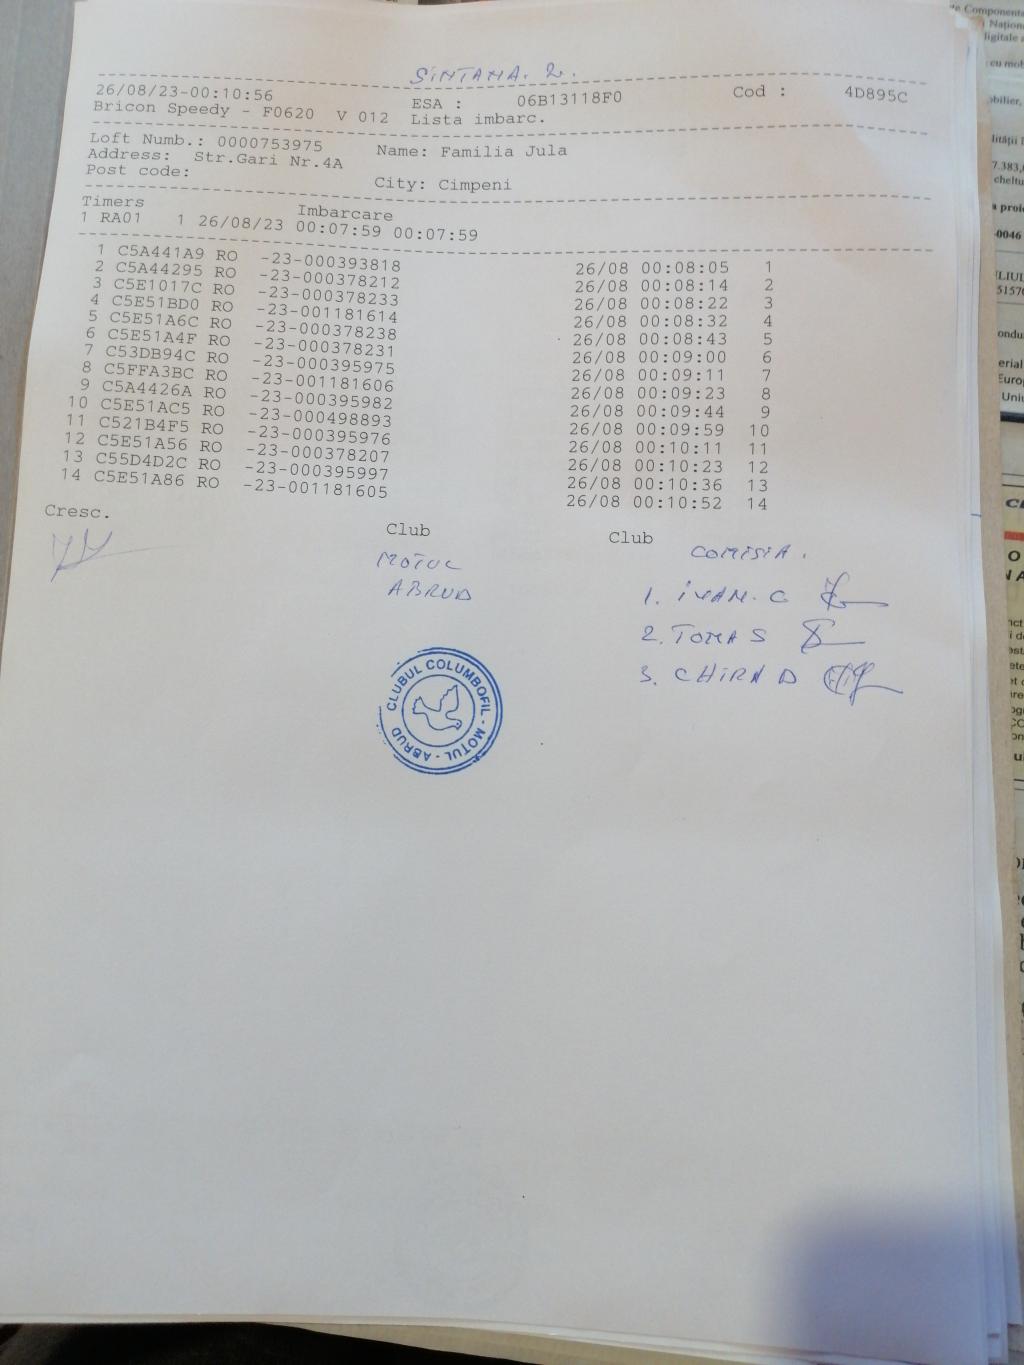 SINTANA. 2.
26/08/23-00:10:56 ESA : 06B13118F0 Cod : 4D895C
Bricon Speedy - F0620 V 012 Lista imbarc.
Loft Numb.: 0000753975 Name: Familia Jula
Address: Str.Gari Nr.4A
Post code: City: Cimpeni
Timers Imbarcare
1 RA01 1 26/08/23 00:07:59 00:07:59
1 C5A441A9 RO -23-000393818 26/08 00:08:05 1
2 C5A44295 RO -23-000378212 26/08 00:08:14 2
3 C5E1017C RO -23-000378233 26/08 00:08:22 3
4 C5E51BD0 RO -23-001181614 26/08 00:08:32 4
5 C5E51A6C RO -23-000378238 26/08 00:08:43 5
6 C5E51A4F RO -23-000378231 26/08 00:09:00 6
7 C53DB94C RO -23-000395975 26/08 00:09:11 7
8 C5FFA3BC RO -23-001181606 26/08 00:09:23 8
9 C5A4426A RO -23-000395982 26/08 00:09:44 9
10 C5E51AC5 RO -23-000498893 26/08 00:09:59 10
11 C521B4F5 RO -23-000395976 26/08 00:10:11 11
12 C5E51A56 RO -23-000378207 26/08 00:10:23 12
13 C55D4D2C RO -23-000395997 26/08 00:10:36 13
14 C5E51A86 RO -23-001181605 26/08 00:10:52 14
Cresc. Club Club
MOTUL
ABRUD
COMISIA.
1. IVAN. G
2. TOMA S
3. CHIRA D
CLUBUL COLUMBOFIL - MOTUL - ABRUD